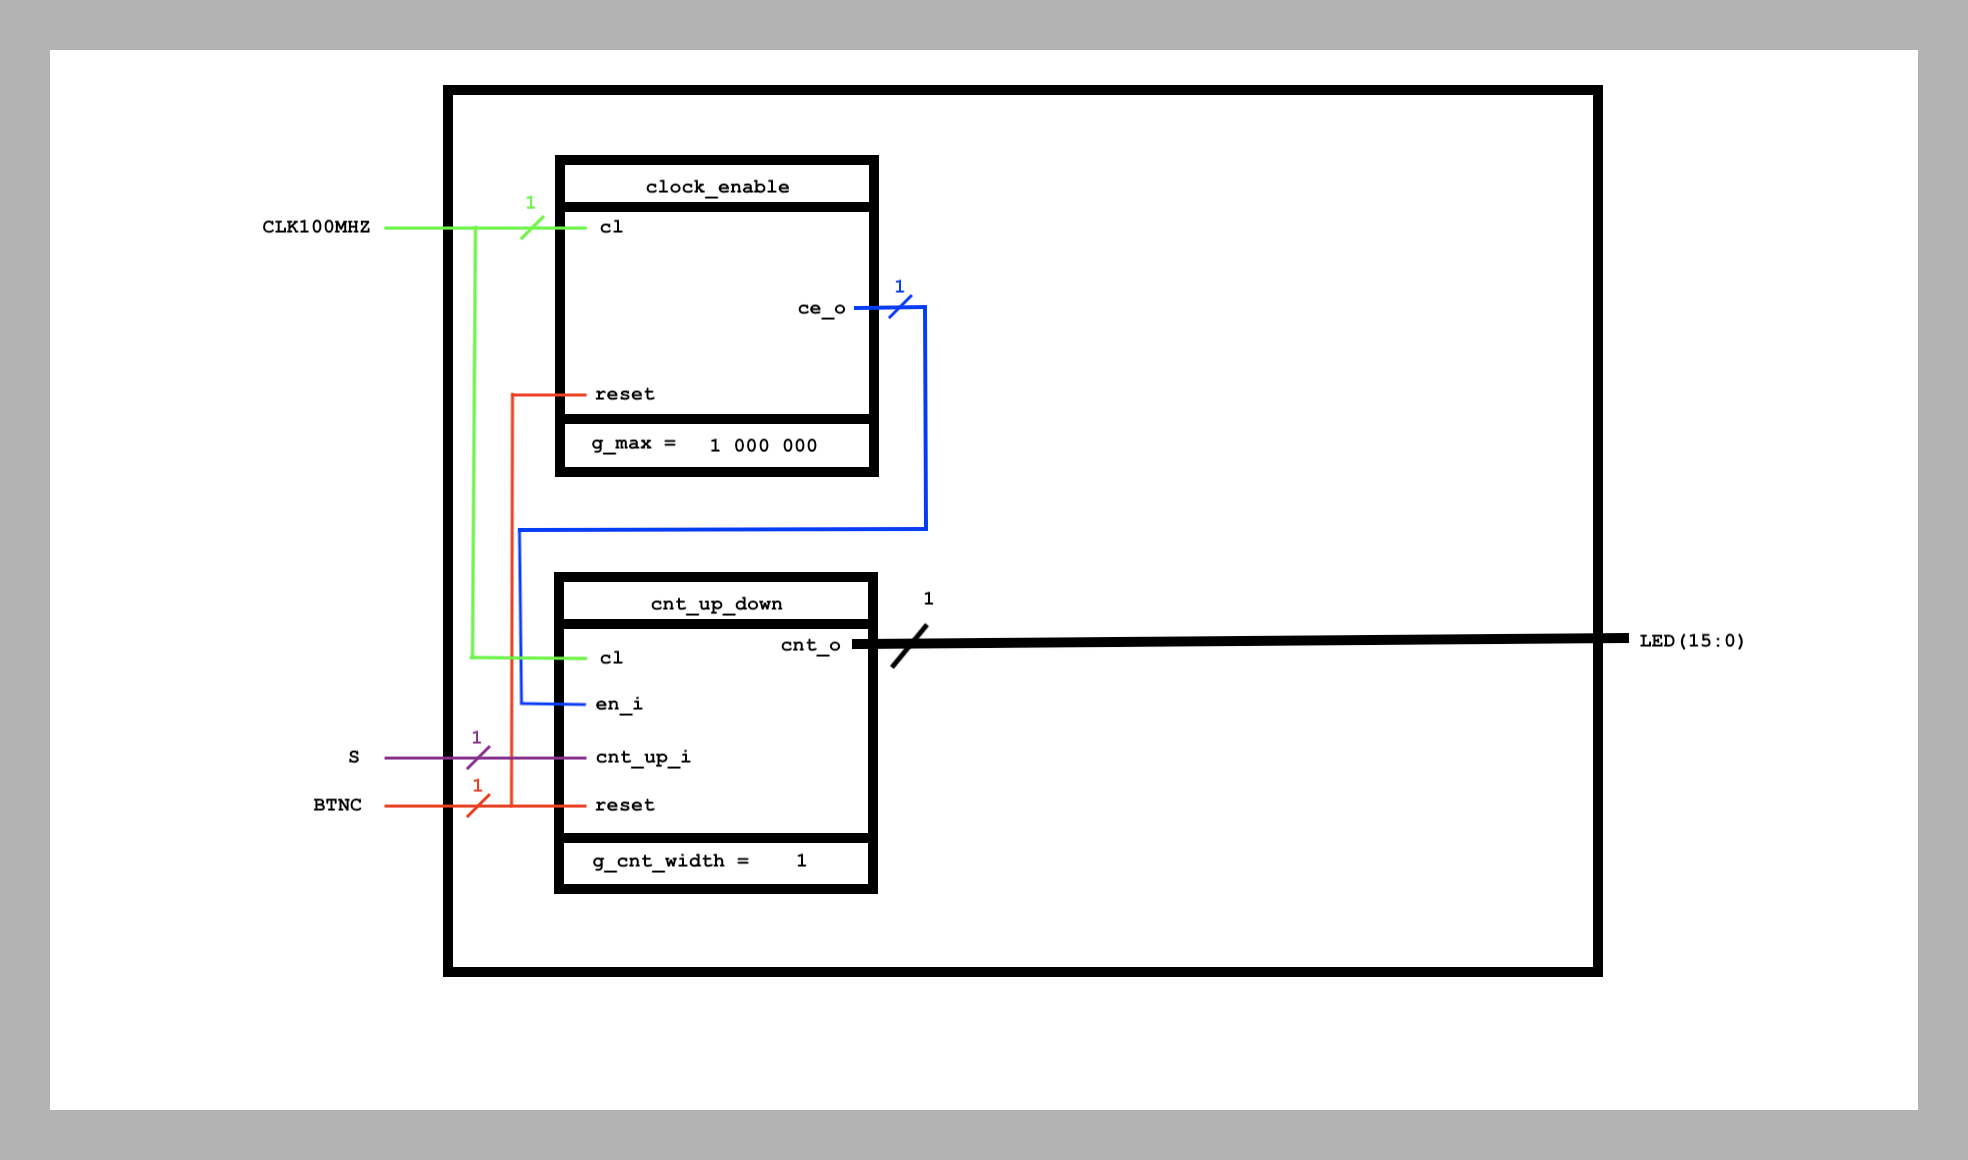 clock_enable
1
CLK100MHZ
cl
1
ce_o
reset
g_max = 1 000 000
1
cnt_up_down
cnt_o
LED(15:0)
cl
en_i
1
S
cnt_up_i
1
BTNC
reset
g_cnt_width = 1